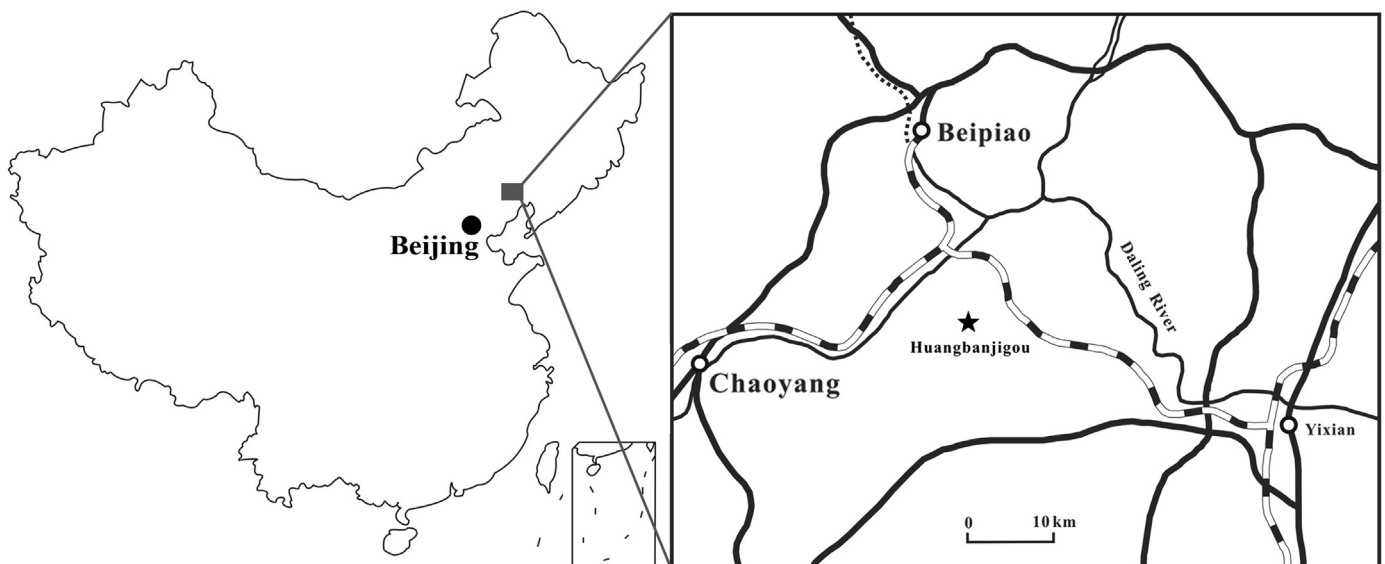 Beijing
Beipiao
Daling River
Huangbanjigou
Chaoyang
Yixian
0 10 km